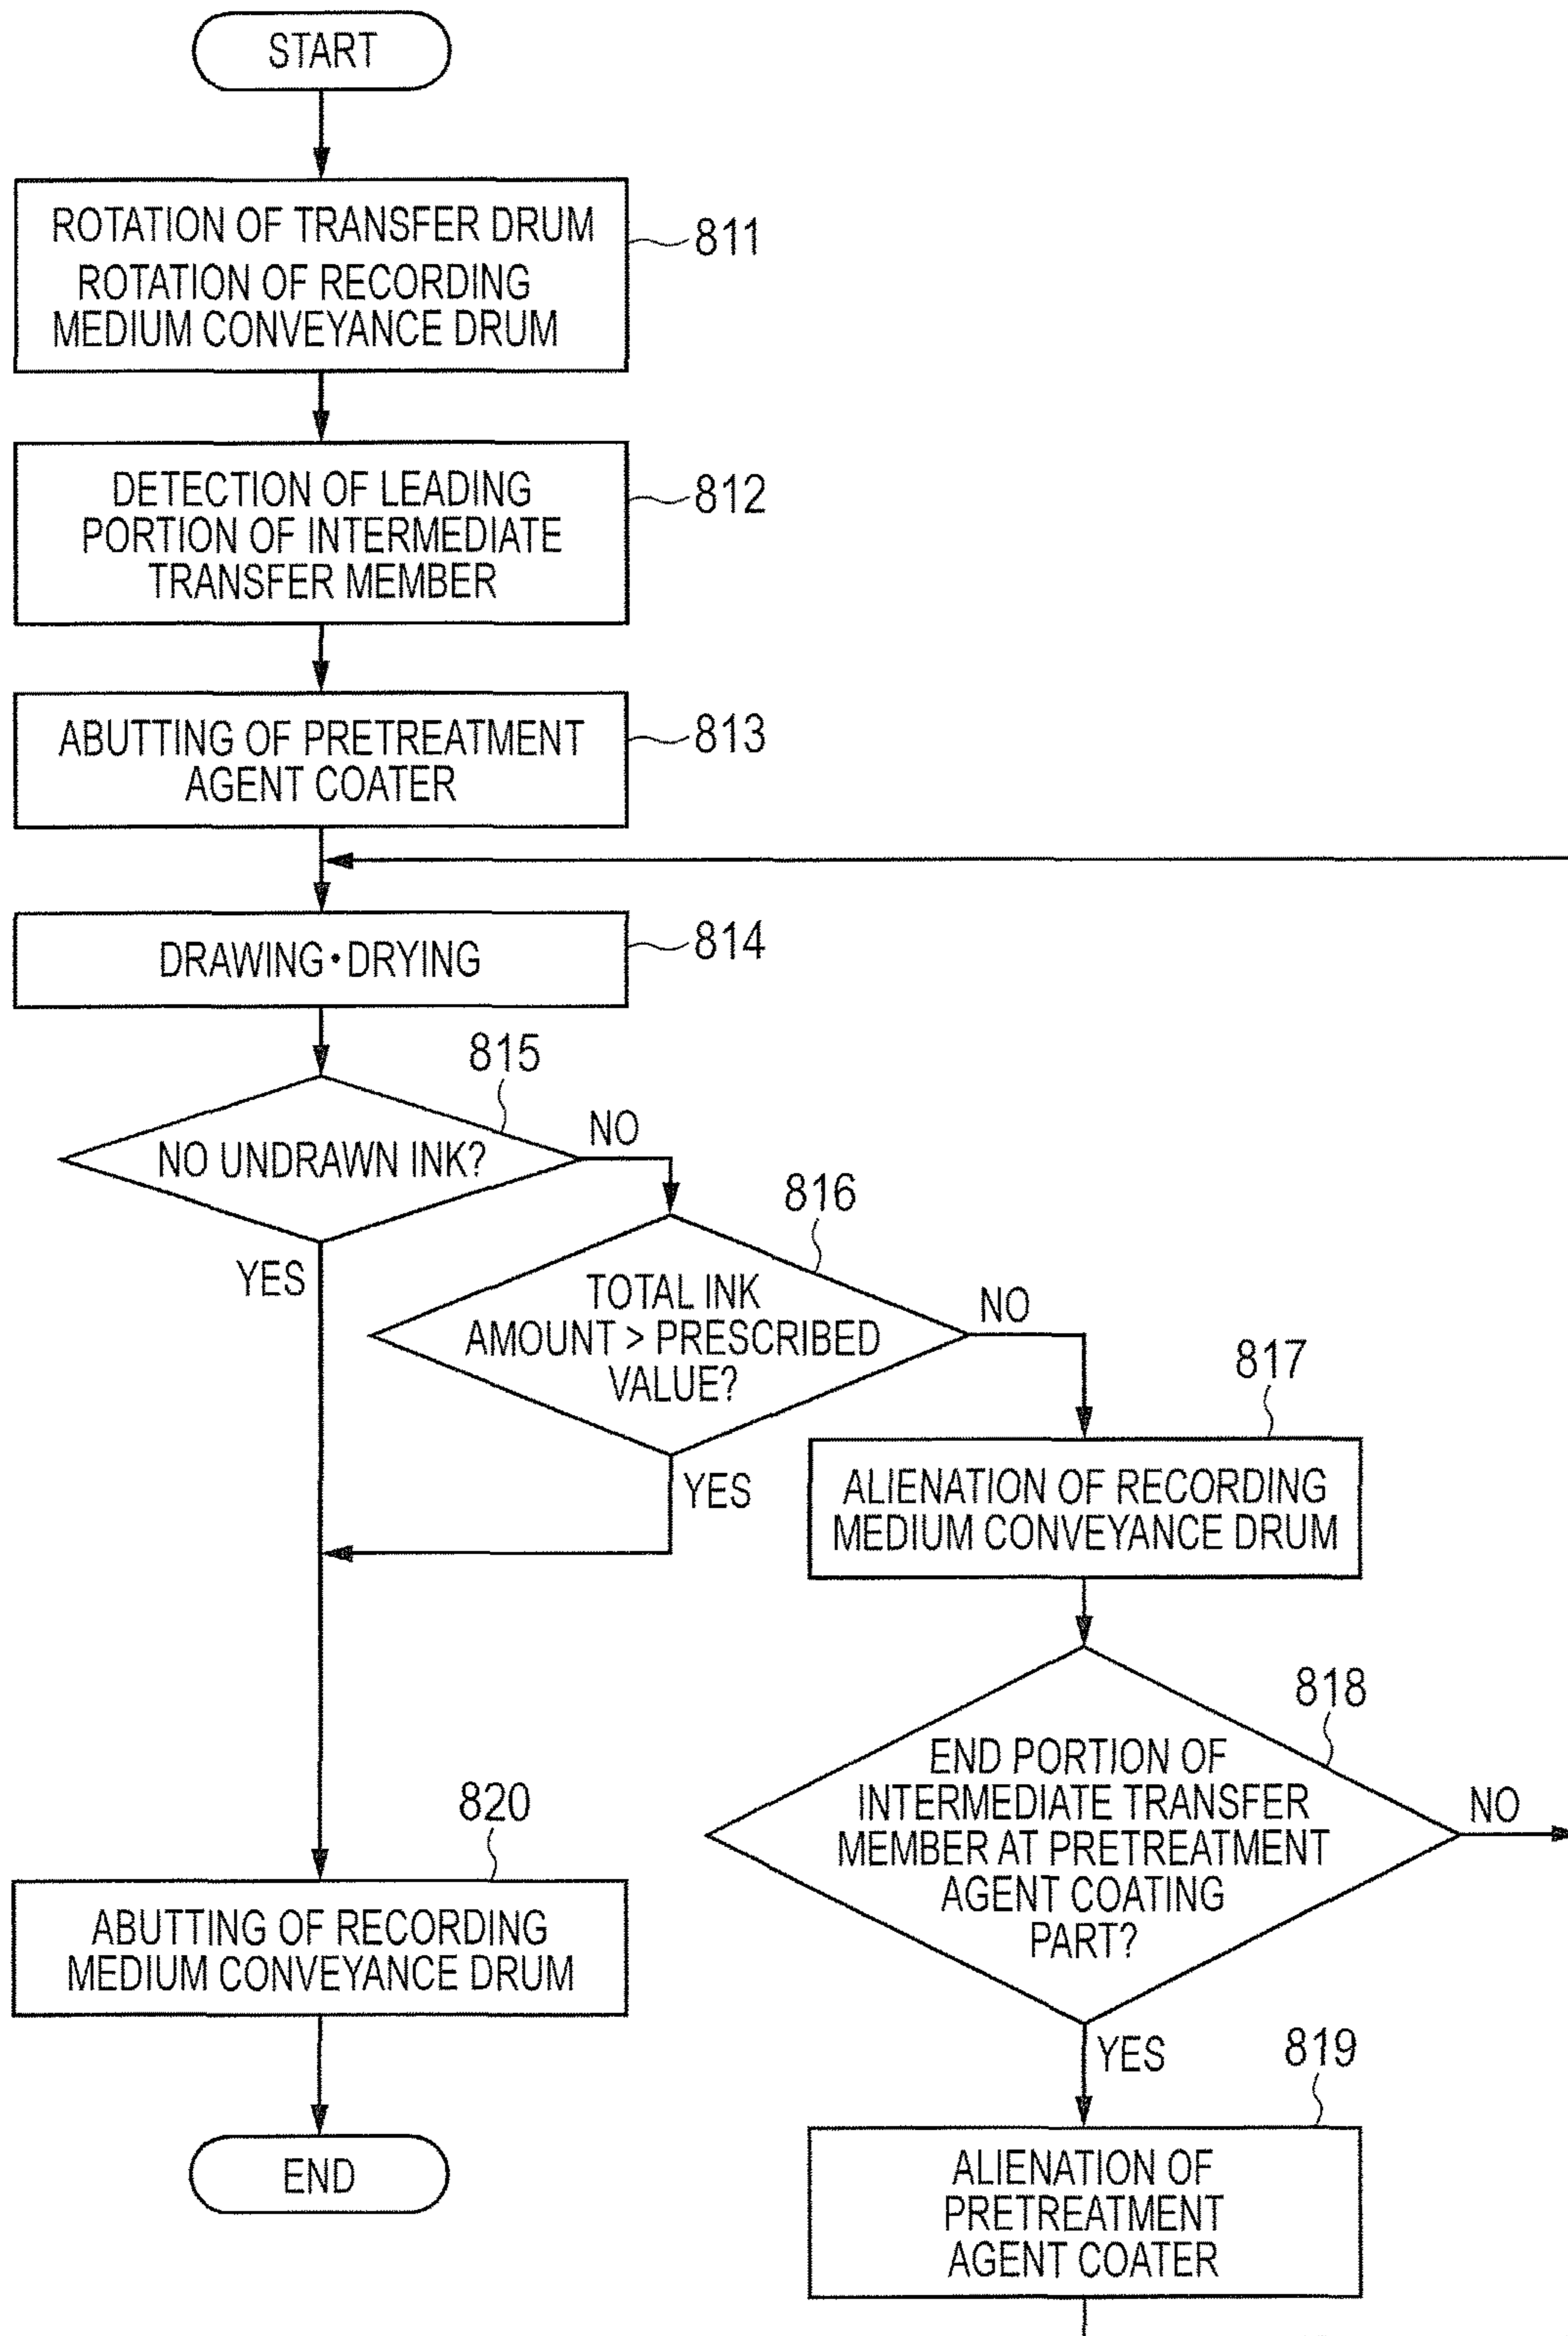 START
ROTATION OF TRANSFER DRUM
ROTATION OF RECORDING
MEDIUM CONVEYANCE DRUM
811
DETECTION OF LEADING
PORTION OF INTERMEDIATE
TRANSFER MEMBER
812
ABUTTING OF PRETREATMENT
AGENT COATER
813
DRAWING•DRYING
814
815
NO UNDRAWN INK?
NO
YES
816
TOTAL INK
AMOUNT > PRESCRIBED
VALUE?
NO
YES
817
ALIENATION OF RECORDING
MEDIUM CONVEYANCE DRUM
818
END PORTION OF
INTERMEDIATE TRANSFER
MEMBER AT PRETREATMENT
AGENT COATING
PART?
NO
YES
819
ALIENATION OF
PRETREATMENT
AGENT COATER
820
ABUTTING OF RECORDING
MEDIUM CONVEYANCE DRUM
END